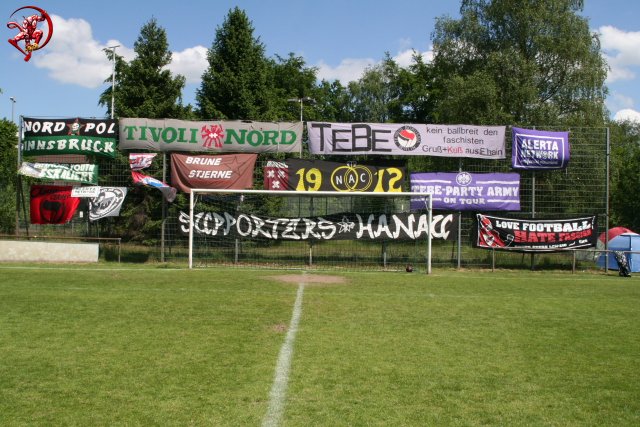 NORD POL
INNSBRUCK
TIVOLI NORD
TEBE
kein ballbreit den
faschisten
Gruß+Kuß aus Ehain
ALERTA
NETWORK
BRUNE
STJERNE
19 NAC 12
TEBE-PARTY ARMY
ON TOUR
SUPPORTERS HANAU
LOVE FOOTBALL
HATE FASCISM